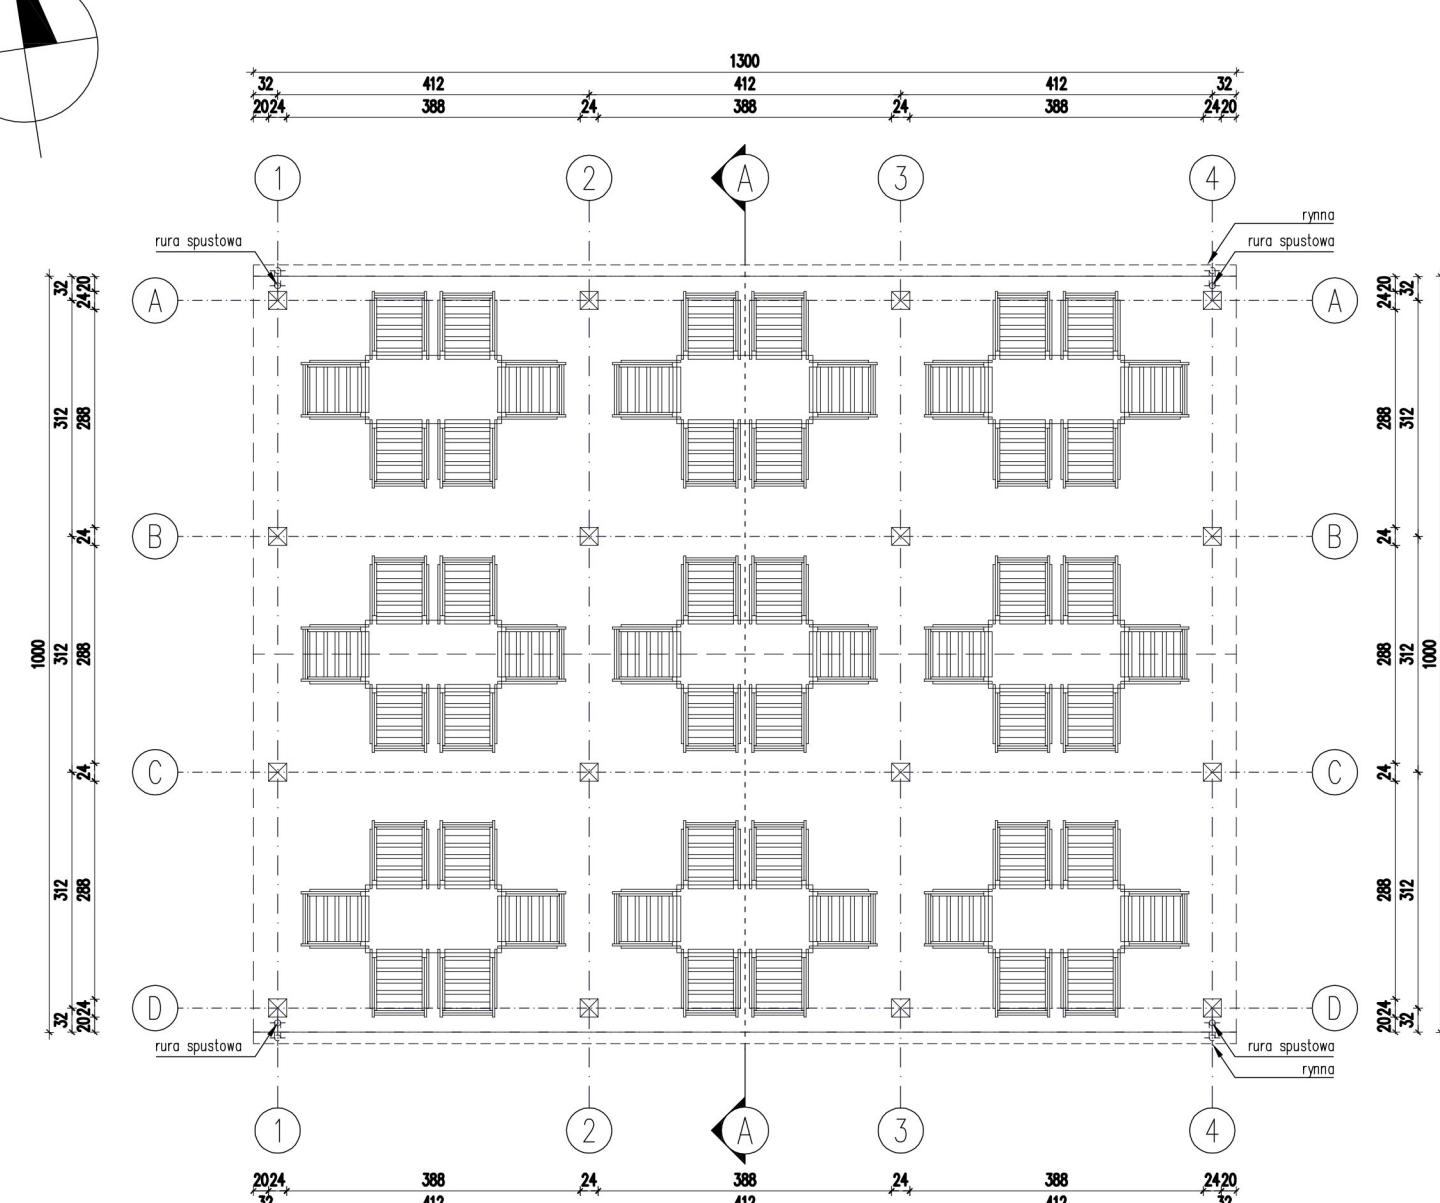 1300
32 412 412 412 32
20 24 388 24 388 24 388 24 20
1 2 A 3 4
rynna
rura spustowa rura spustowa
32 24 20 24 20 32
A A
312 288 288 312
B 24 24 B
1000 312 288 288 312 1000
C 24 24 C
312 288 288 312
D D
32 20 24 20 24 32
rura spustowa rura spustowa
rynna
1 2 A 3 4
20 24 388 24 388 24 388 24 20
32 412 412 412 32